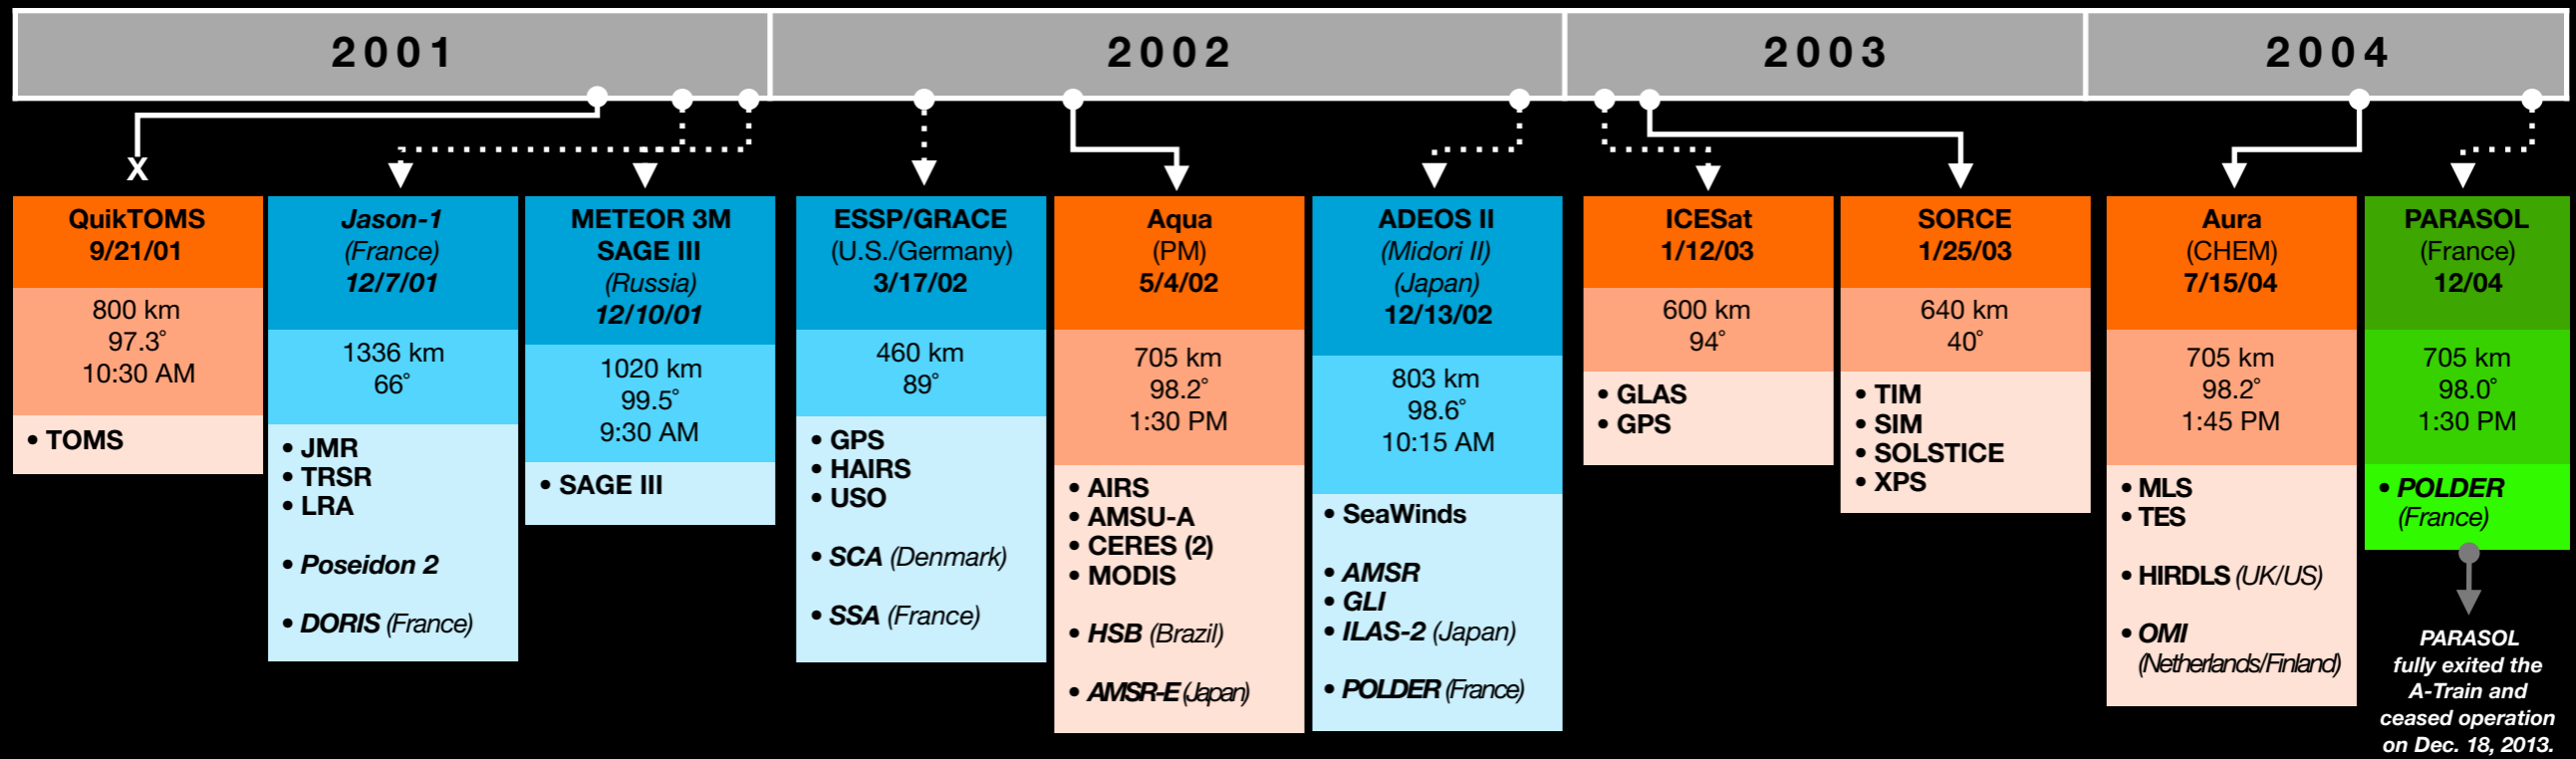 2001
2002
2003
2004
X
QuikTOMS
9/21/01
800 km
97.3°
10:30 AM
• TOMS
Jason-1
(France)
12/7/01
1336 km
66°
• JMR
• TRSR
• LRA
• Poseidon 2
• DORIS (France)
METEOR 3M
SAGE III
(Russia)
12/10/01
1020 km
99.5°
9:30 AM
• SAGE III
ESSP/GRACE
(U.S./Germany)
3/17/02
460 km
89°
• GPS
• HAIRS
• USO
• SCA (Denmark)
• SSA (France)
Aqua
(PM)
5/4/02
705 km
98.2°
1:30 PM
• AIRS
• AMSU-A
• CERES (2)
• MODIS
• HSB (Brazil)
• AMSR-E (Japan)
ADEOS II
(Midori II)
(Japan)
12/13/02
803 km
98.6°
10:15 AM
• SeaWinds
• AMSR
• GLI
• ILAS-2 (Japan)
• POLDER (France)
ICESat
1/12/03
600 km
94°
• GLAS
• GPS
SORCE
1/25/03
640 km
40°
• TIM
• SIM
• SOLSTICE
• XPS
Aura
(CHEM)
7/15/04
705 km
98.2°
1:45 PM
• MLS
• TES
• HIRDLS (UK/US)
• OMI
(Netherlands/Finland)
PARASOL
(France)
12/04
705 km
98.0°
1:30 PM
• POLDER
(France)
PARASOL
fully exited the
A-Train and
ceased operation
on Dec. 18, 2013.